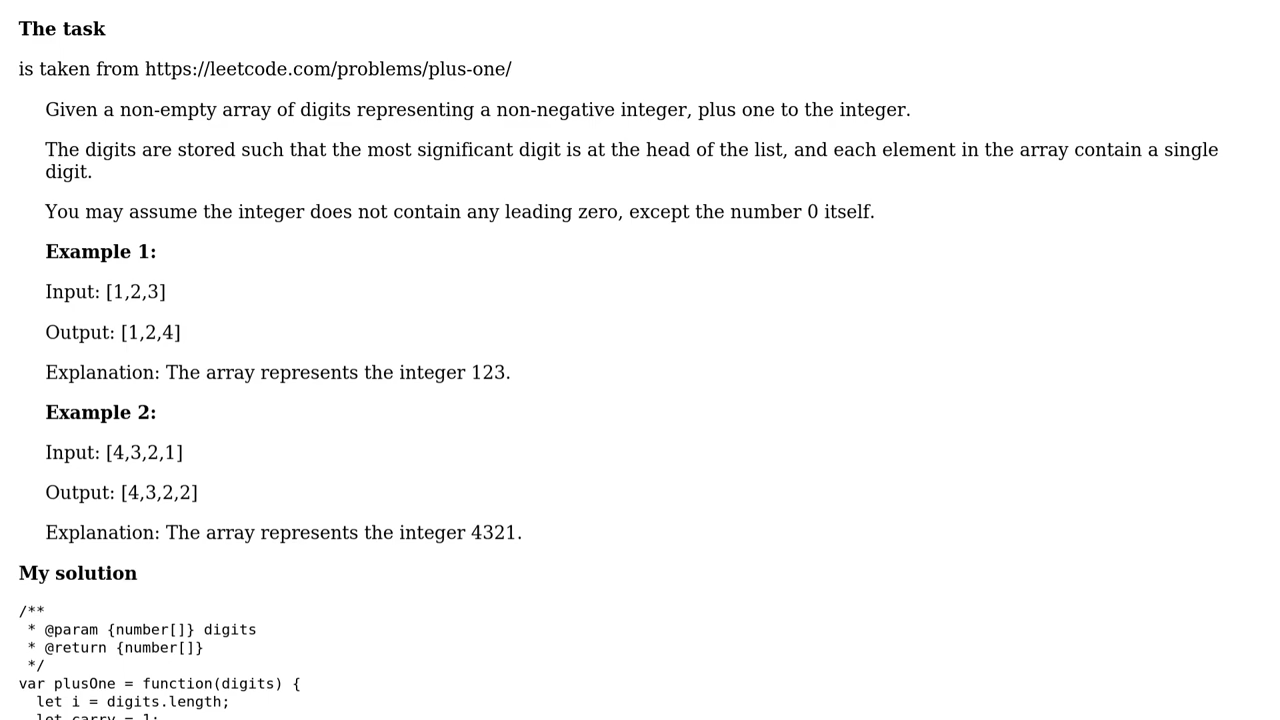 The task
is taken from https://leetcode.com/problems/plus-one/
Given a non-empty array of digits representing a non-negative integer, plus one to the integer.
The digits are stored such that the most significant digit is at the head of the list, and each element in the array contain a single
digit.
You may assume the integer does not contain any leading zero, except the number 0 itself.
Example 1:
Input: [1,2,3]
Output: [1,2,4]
Explanation: The array represents the integer 123.
Example 2:
Input: [4,3,2,1]
Output: [4,3,2,2]
Explanation: The array represents the integer 4321.
My solution
/**
 * @param {number[]} digits
 * @return {number[]}
 */
var plusOne = function(digits) {
  let i = digits.length;
  let carry = 1;